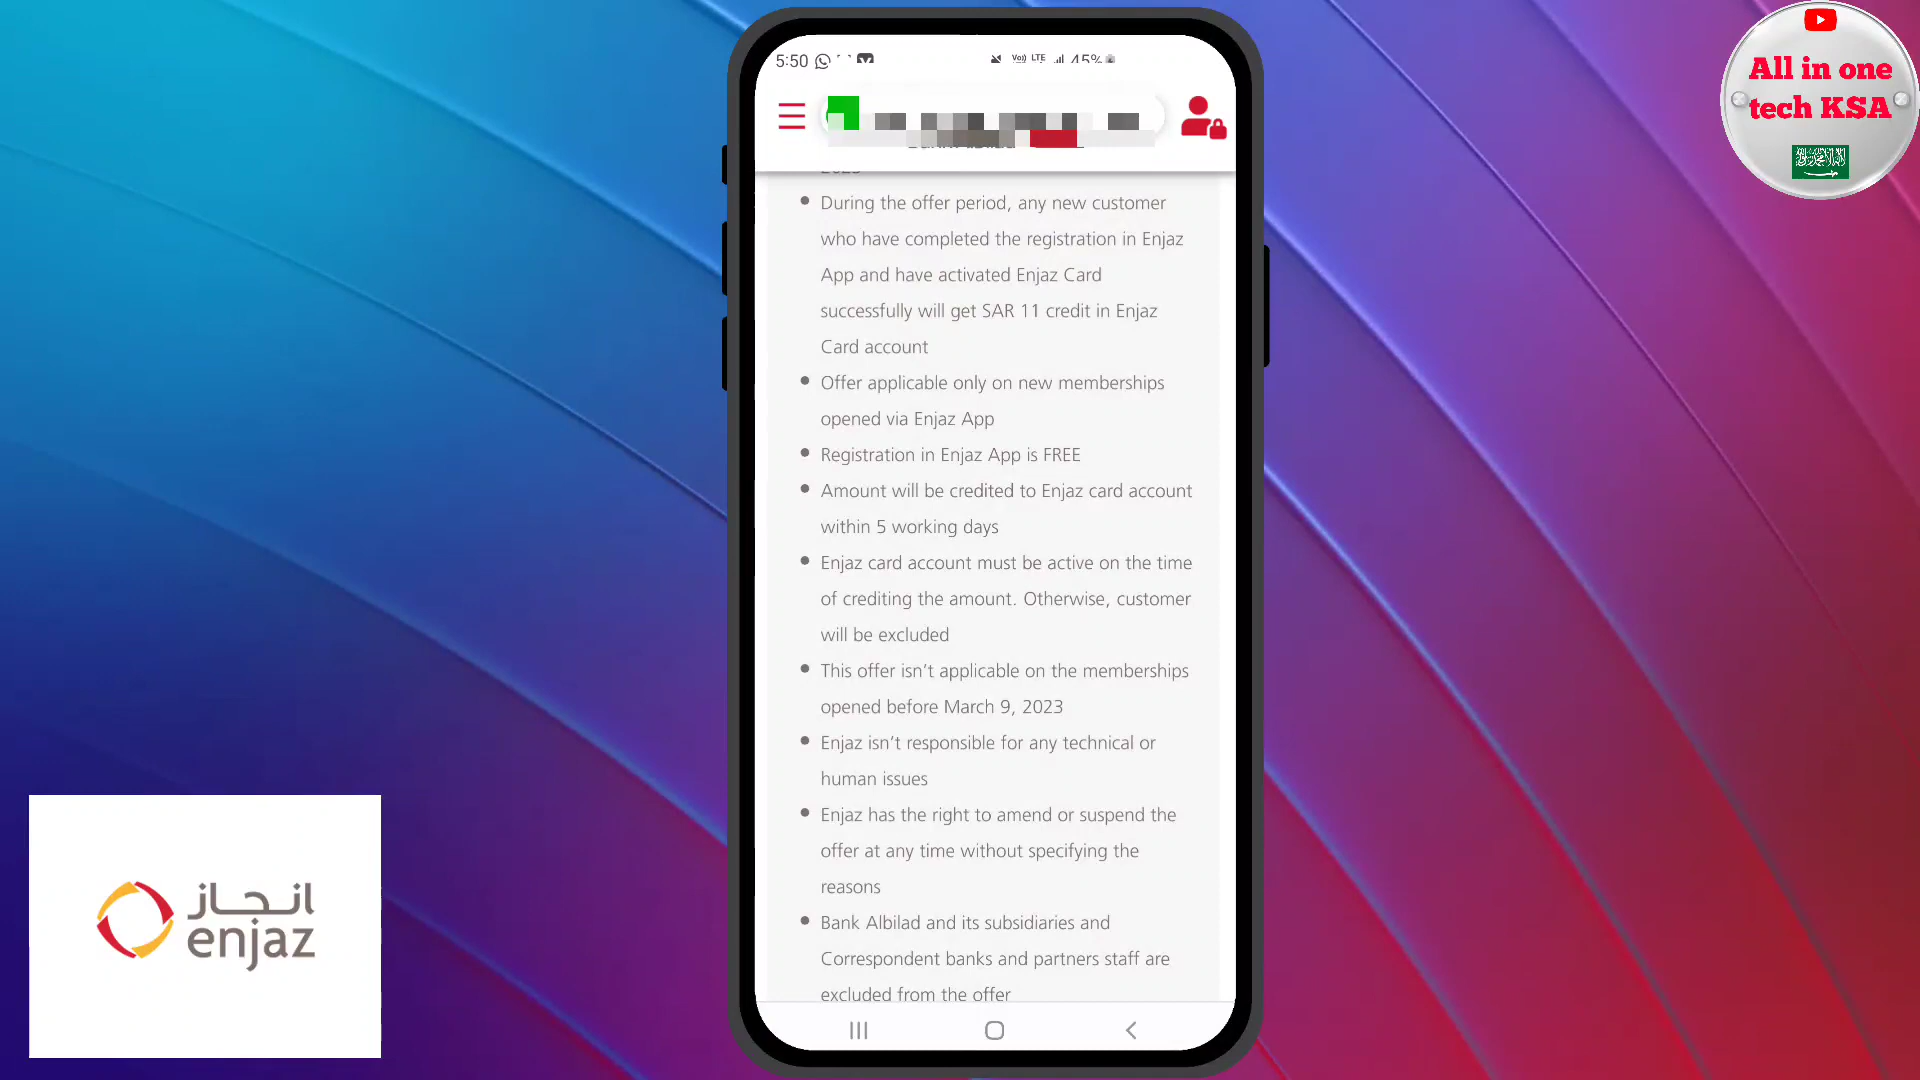 5:50
Vo))
LTE
45%
All in one
tech KSA
During the offer period, any new customer
who have completed the registration in Enjaz
App and have activated Enjaz Card
successfully will get SAR 11 credit in Enjaz
Card account
Offer applicable only on new memberships
opened via Enjaz App
Registration in Enjaz App is FREE
Amount will be credited to Enjaz card account
within 5 working days
Enjaz card account must be active on the time
of crediting the amount. Otherwise, customer
will be excluded
This offer isn’t applicable on the memberships
opened before March 9, 2023
Enjaz isn’t responsible for any technical or
human issues
Enjaz has the right to amend or suspend the
offer at any time without specifying the
reasons
Bank Albilad and its subsidiaries and
Correspondent banks and partners staff are
excluded from the offer
انجاز
enjaz